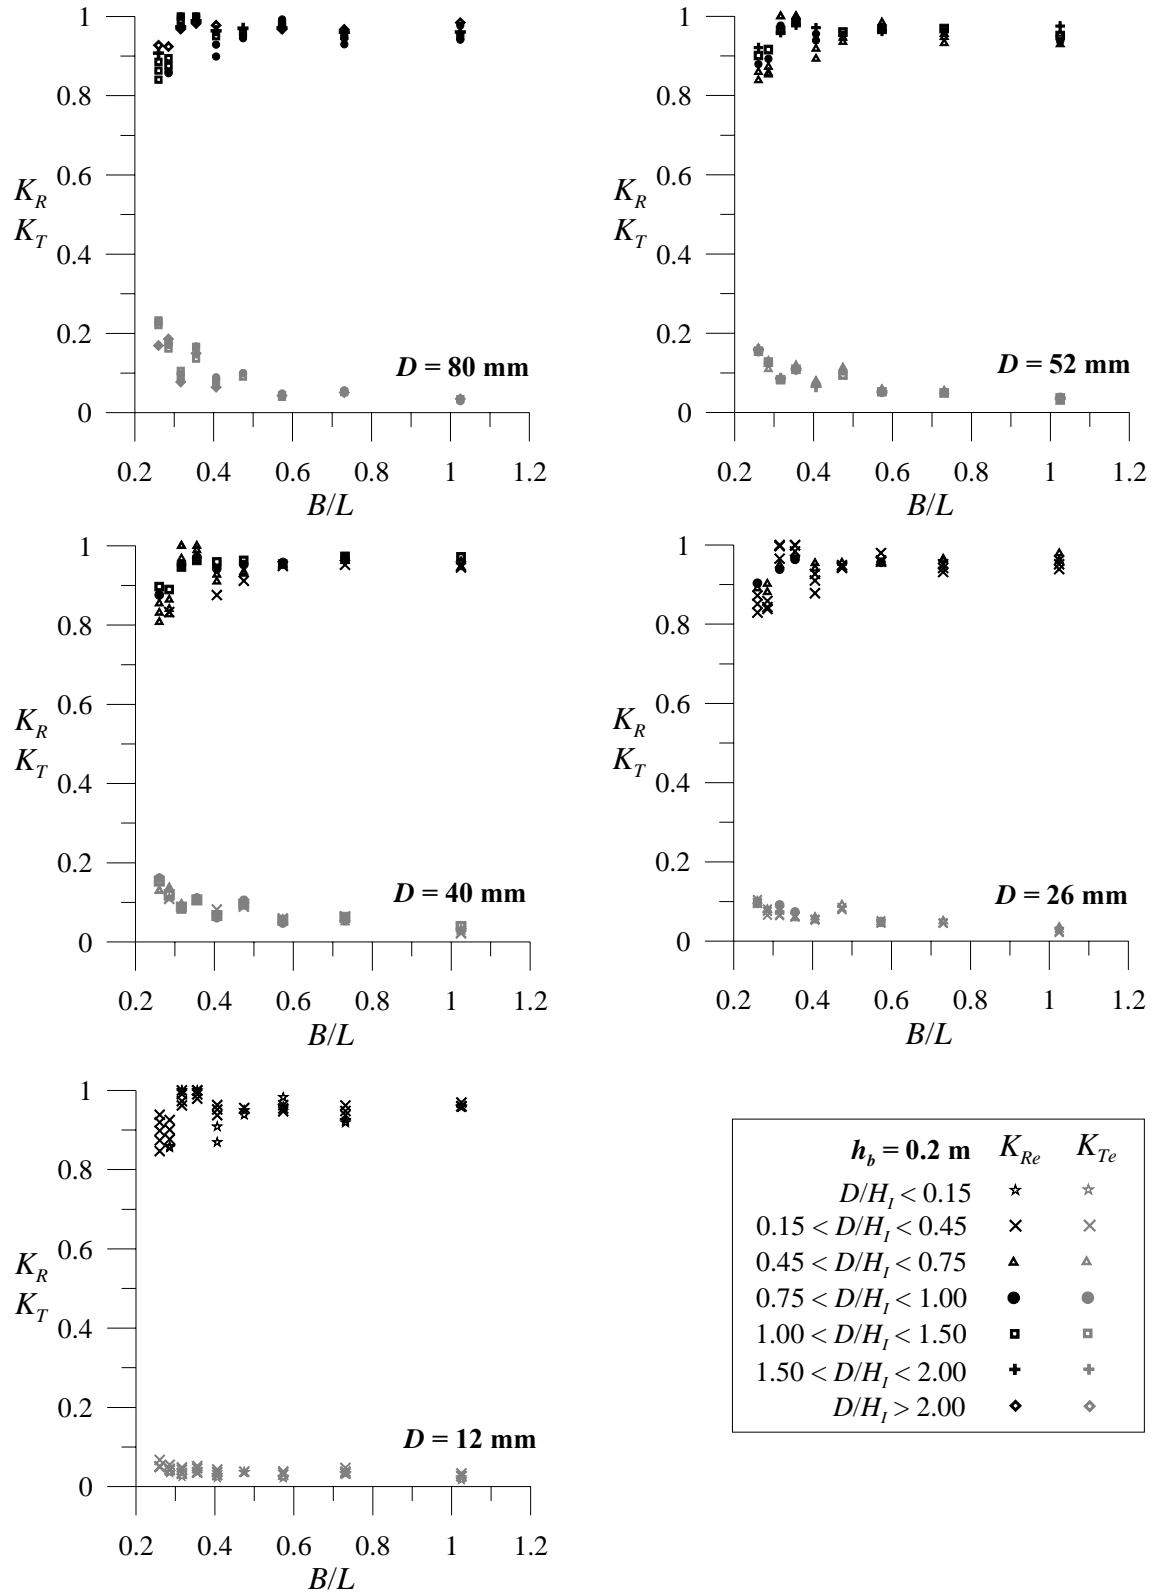 1
0.8
0.6
K_R
K_T
0.4
0.2
0
D = 80 mm
0.2 0.4 0.6 0.8 1 1.2
B/L
1
0.8
0.6
K_R
K_T
0.4
0.2
0
D = 52 mm
0.2 0.4 0.6 0.8 1 1.2
B/L
1
0.8
0.6
K_R
K_T
0.4
0.2
0
D = 40 mm
0.2 0.4 0.6 0.8 1 1.2
B/L
1
0.8
0.6
K_R
K_T
0.4
0.2
0
D = 26 mm
0.2 0.4 0.6 0.8 1 1.2
B/L
1
0.8
0.6
K_R
K_T
0.4
0.2
0
D = 12 mm
0.2 0.4 0.6 0.8 1 1.2
B/L
h_b = 0.2 m K_Re K_Te
D/H_I < 0.15
0.15 < D/H_I < 0.45
0.45 < D/H_I < 0.75
0.75 < D/H_I < 1.00
1.00 < D/H_I < 1.50
1.50 < D/H_I < 2.00
D/H_I > 2.00